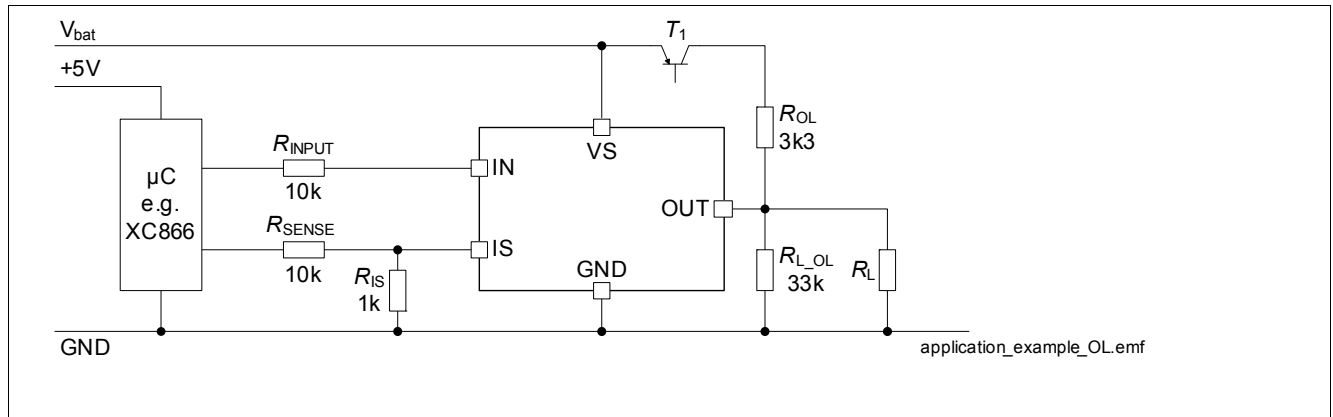 V_bat
T_1
+5V
R_OL
3k3
VS
R_INPUT
IN
10k
µC
e.g.
XC866
OUT
R_SENSE
IS
10k
R_IS
1k
GND
R_L_OL
33k
R_L
GND
application_example_OL.emf